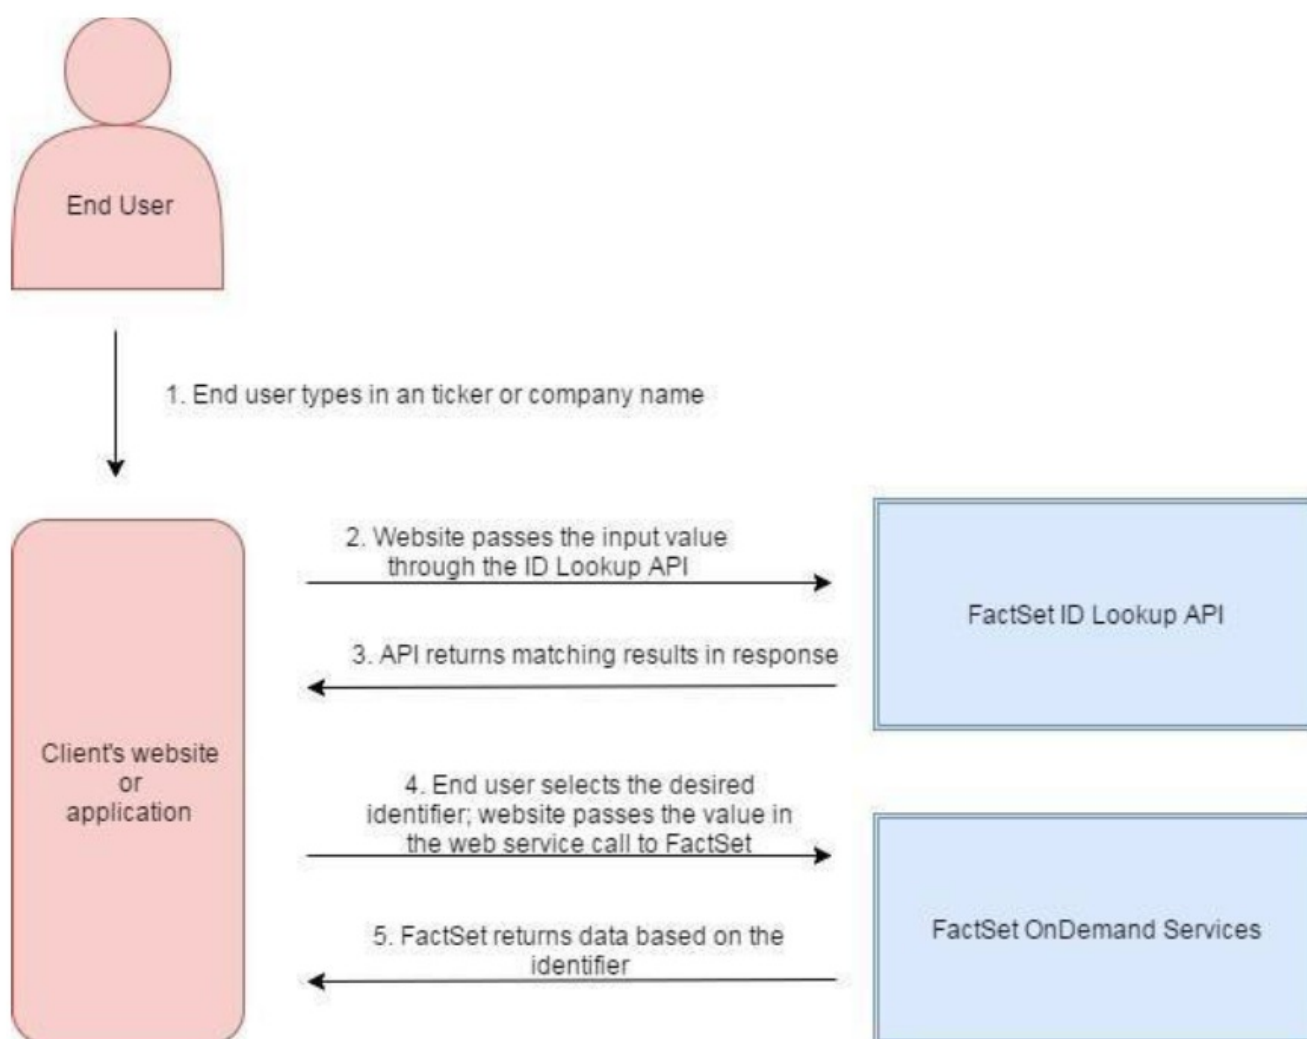 End User
1. End user types in an ticker or company name
2. Website passes the input value
through the ID Lookup API
FactSet ID Lookup API
3. API returns matching results in response
Client's website
or
application
4. End user selects the desired
identifier; website passes the value in
the web service call to FactSet
FactSet OnDemand Services
5. FactSet returns data based on the
identifier